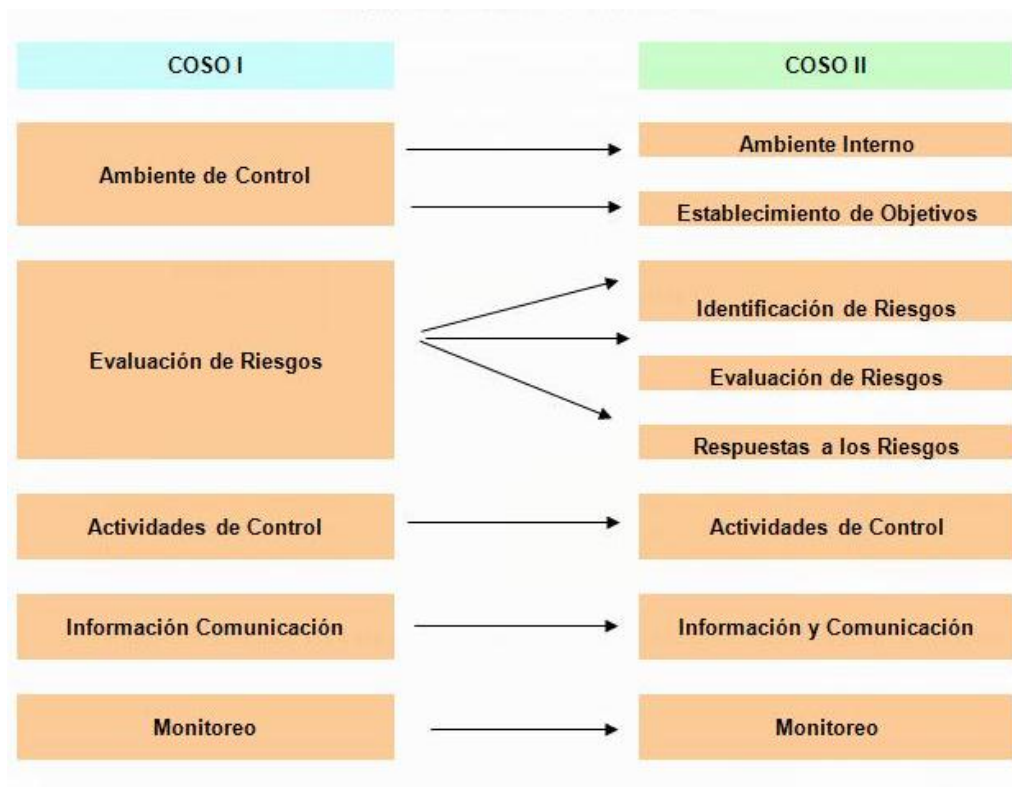 COSO I
COSO II
Ambiente de Control
Ambiente Interno
Establecimiento de Objetivos
Evaluación de Riesgos
Identificación de Riesgos
Evaluación de Riesgos
Respuestas a los Riesgos
Actividades de Control
Actividades de Control
Información Comunicación
Información y Comunicación
Monitoreo
Monitoreo